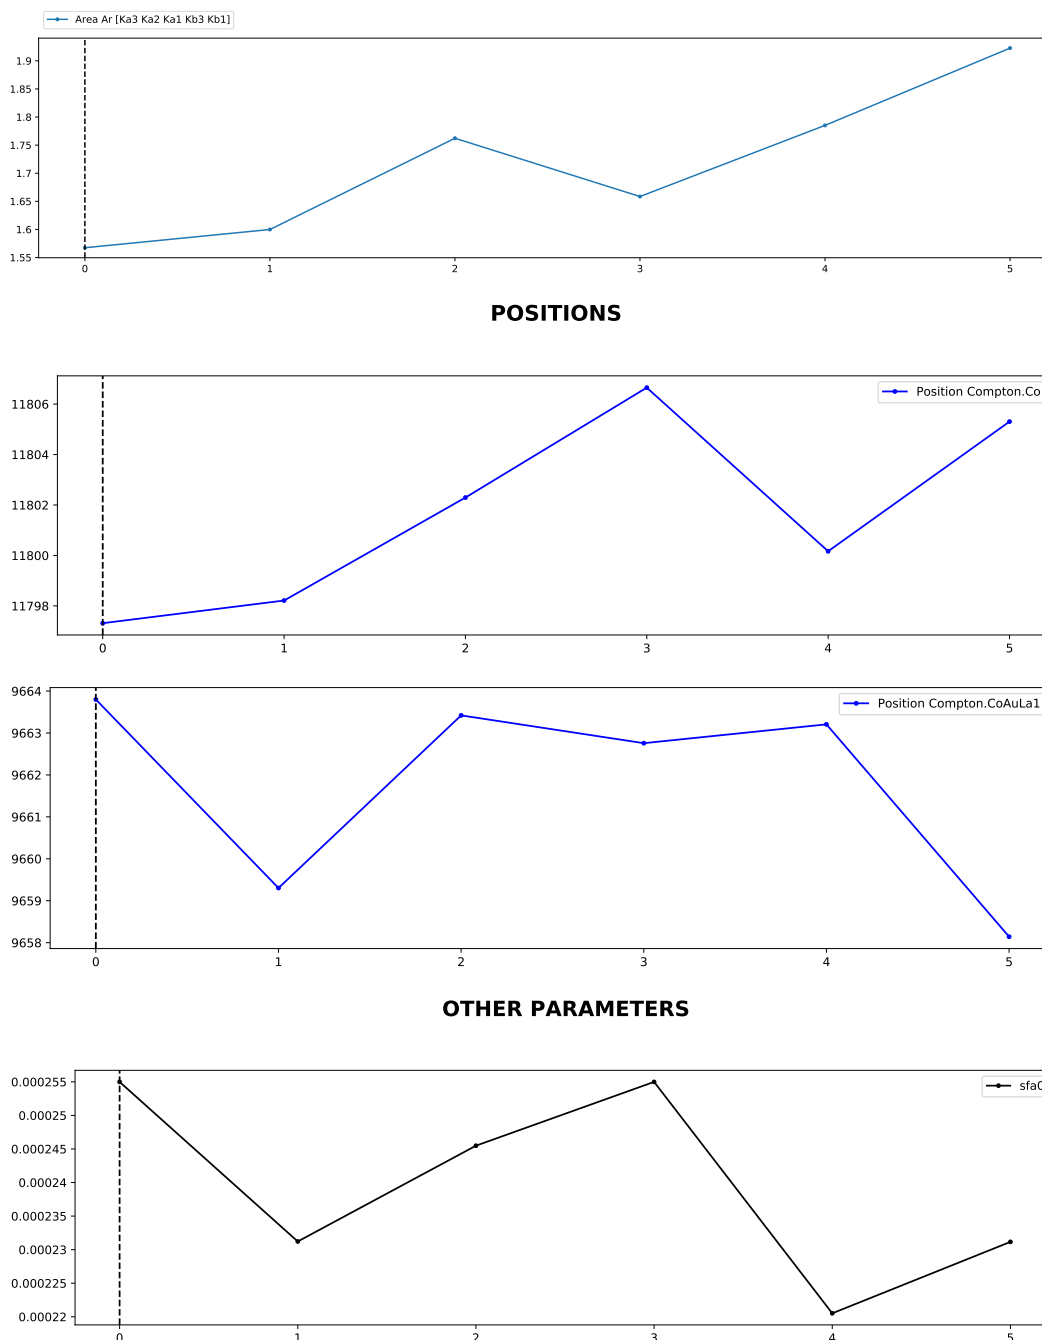 Area Ar [Ka3 Ka2 Ka1 Kb3 Kb1]
1.9
1.85
1.8
1.75
1.7
1.65
1.6
1.55
0 1 2 3 4 5
POSITIONS
Position Compton.Co
11806
11804
11802
11800
11798
0 1 2 3 4 5
Position Compton.CoAuLa1
9664
9663
9662
9661
9660
9659
9658
0 1 2 3 4 5
OTHER PARAMETERS
sfa0
0.000255
0.00025
0.000245
0.00024
0.000235
0.00023
0.000225
0.00022
0 1 2 3 4 5